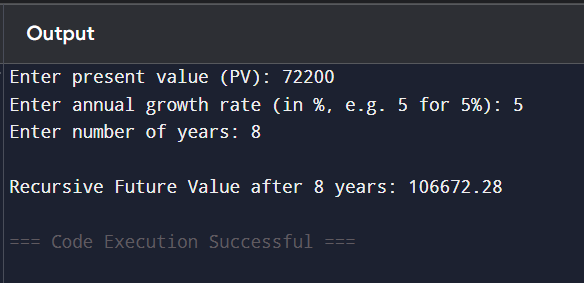 Output
Enter present value (PV): 72200
Enter annual growth rate (in %, e.g. 5 for 5%): 5
Enter number of years: 8
Recursive Future Value after 8 years: 106672.28
=== Code Execution Successful ===